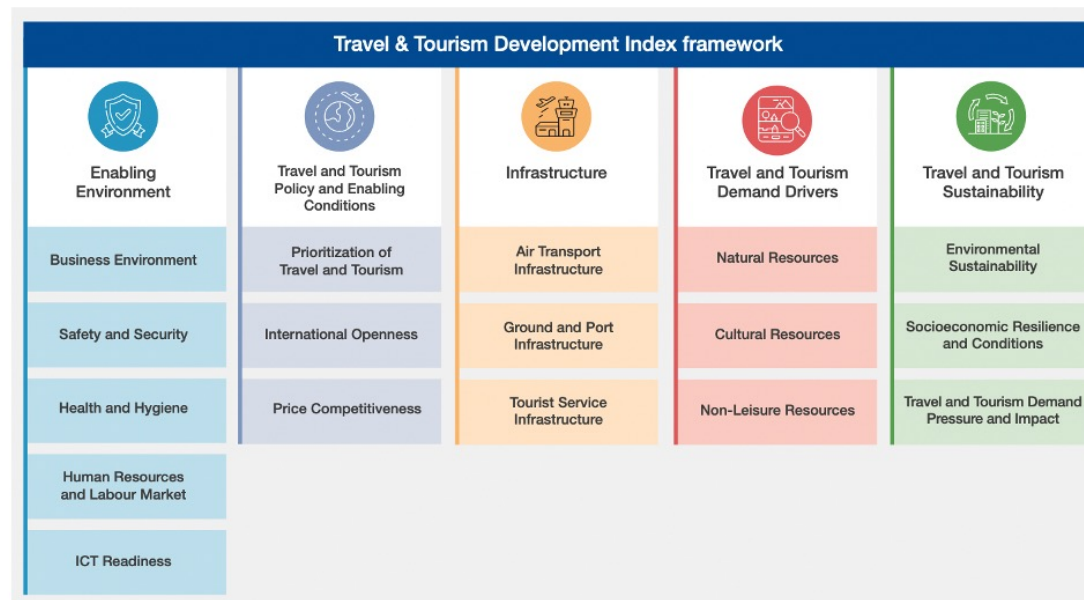 Travel & Tourism Development Index framework
Enabling
Environment
Business Environment
Safety and Security
Health and Hygiene
Human Resources
and Labour Market
ICT Readiness
Travel and Tourism
Policy and Enabling
Conditions
Prioritization of
Travel and Tourism
International Openness
Price Competitiveness
Infrastructure
Air Transport
Infrastructure
Ground and Port
Infrastructure
Tourist Service
Infrastructure
Travel and Tourism
Demand Drivers
Natural Resources
Cultural Resources
Non-Leisure Resources
Travel and Tourism
Sustainability
Environmental
Sustainability
Socioeconomic Resilience
and Conditions
Travel and Tourism Demand
Pressure and Impact